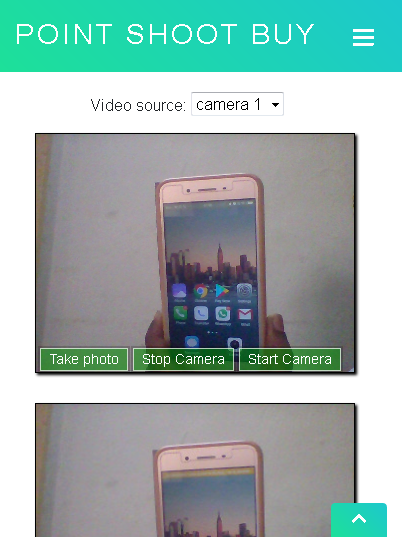 POINT SHOOT BUY
Video source: camera 1
Take photo Stop Camera Start Camera